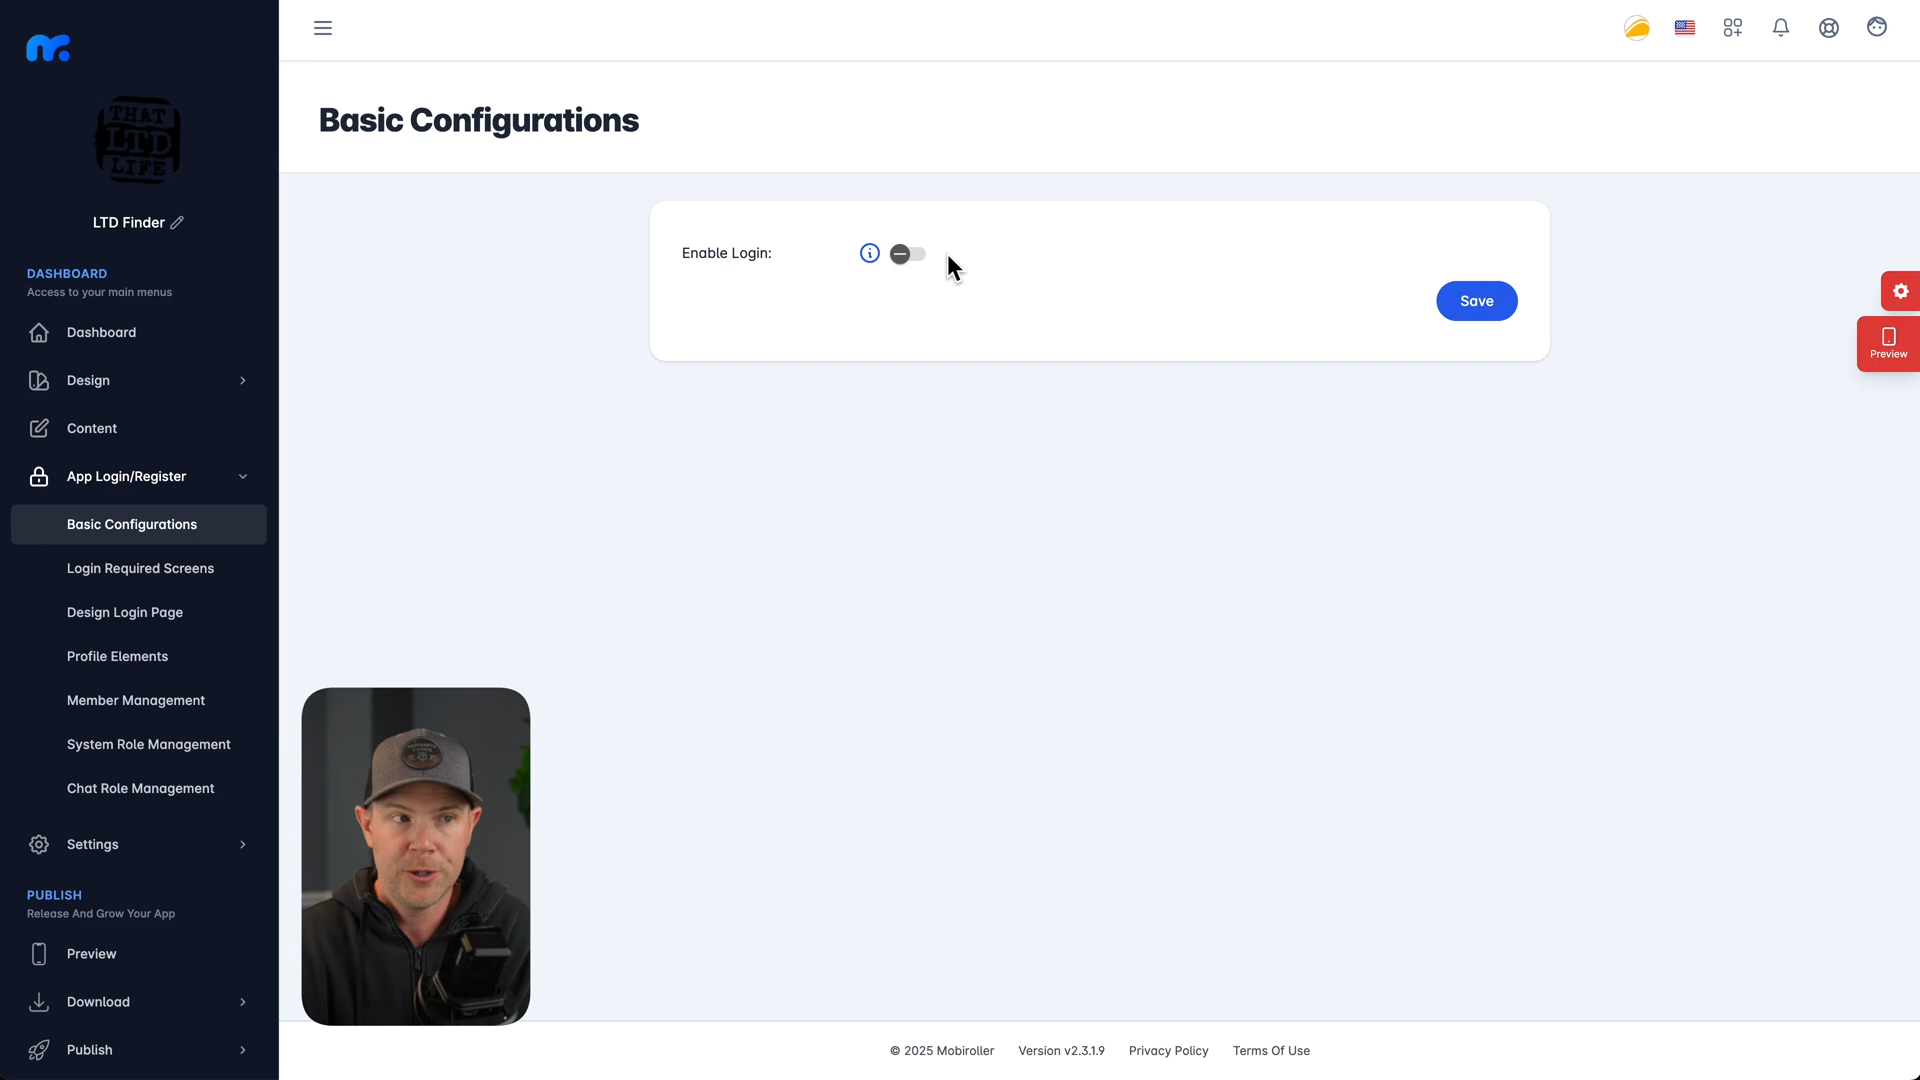 THAT
LTD
LIFE
LTD Finder
DASHBOARD
Access to your main menus
Dashboard
Design
Content
App Login/Register
Basic Configurations
Login Required Screens
Design Login Page
Profile Elements
Member Management
System Role Management
Chat Role Management
Settings
PUBLISH
Release And Grow Your App
Preview
Download
Publish
Basic Configurations
Enable Login:
Save
Preview
© 2025 Mobiroller Version v2.3.1.9 Privacy Policy Terms Of Use